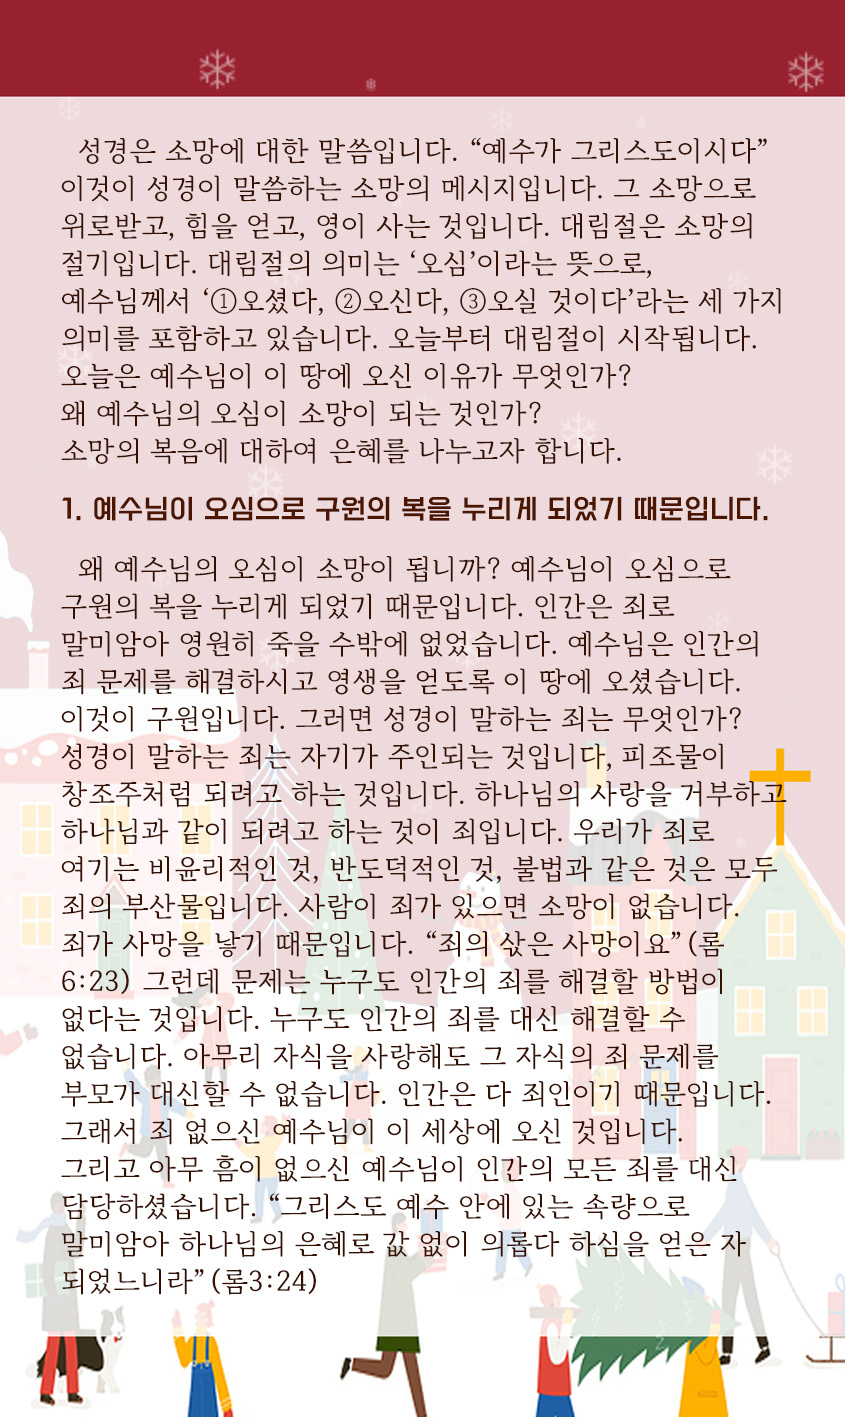 성경은 소망에 대한 말씀입니다. “예수가 그리스도이시다”
이것이 성경이 말씀하는 소망의 메시지입니다. 그 소망으로
위로받고, 힘을 얻고, 영이 사는 것입니다. 대림절은 소망의
절기입니다. 대림절의 의미는 ‘오심’이라는 뜻으로,
예수님께서 ‘①오셨다, ②오신다, ③오실 것이다’라는 세 가지
의미를 포함하고 있습니다. 오늘부터 대림절이 시작됩니다.
오늘은 예수님이 이 땅에 오신 이유가 무엇인가?
왜 예수님의 오심이 소망이 되는 것인가?
소망의 복음에 대하여 은혜를 나누고자 합니다.
1. 예수님이 오심으로 구원의 복을 누리게 되었기 때문입니다.
왜 예수님의 오심이 소망이 됩니까? 예수님이 오심으로
구원의 복을 누리게 되었기 때문입니다. 인간은 죄로
말미암아 영원히 죽을 수밖에 없었습니다. 예수님은 인간의
죄 문제를 해결하시고 영생을 얻도록 이 땅에 오셨습니다.
이것이 구원입니다. 그러면 성경이 말하는 죄는 무엇인가?
성경이 말하는 죄는 자기가 주인되는 것입니다, 피조물이
창조주처럼 되려고 하는 것입니다. 하나님의 사랑을 거부하고
하나님과 같이 되려고 하는 것이 죄입니다. 우리가 죄로
여기는 비윤리적인 것, 반도덕적인 것, 불법과 같은 것은 모두
죄의 부산물입니다. 사람이 죄가 있으면 소망이 없습니다.
죄가 사망을 낳기 때문입니다. “죄의 삯은 사망이요” (롬
6:23) 그런데 문제는 누구도 인간의 죄를 해결할 방법이
없다는 것입니다. 누구도 인간의 죄를 대신 해결할 수
없습니다. 아무리 자식을 사랑해도 그 자식의 죄 문제를
부모가 대신할 수 없습니다. 인간은 다 죄인이기 때문입니다.
그래서 죄 없으신 예수님이 이 세상에 오신 것입니다.
그리고 아무 흠이 없으신 예수님이 인간의 모든 죄를 대신
담당하셨습니다. “그리스도 예수 안에 있는 속량으로
말미암아 하나님의 은혜로 값 없이 의롭다 하심을 얻은 자
되었느니라” (롬3:24)